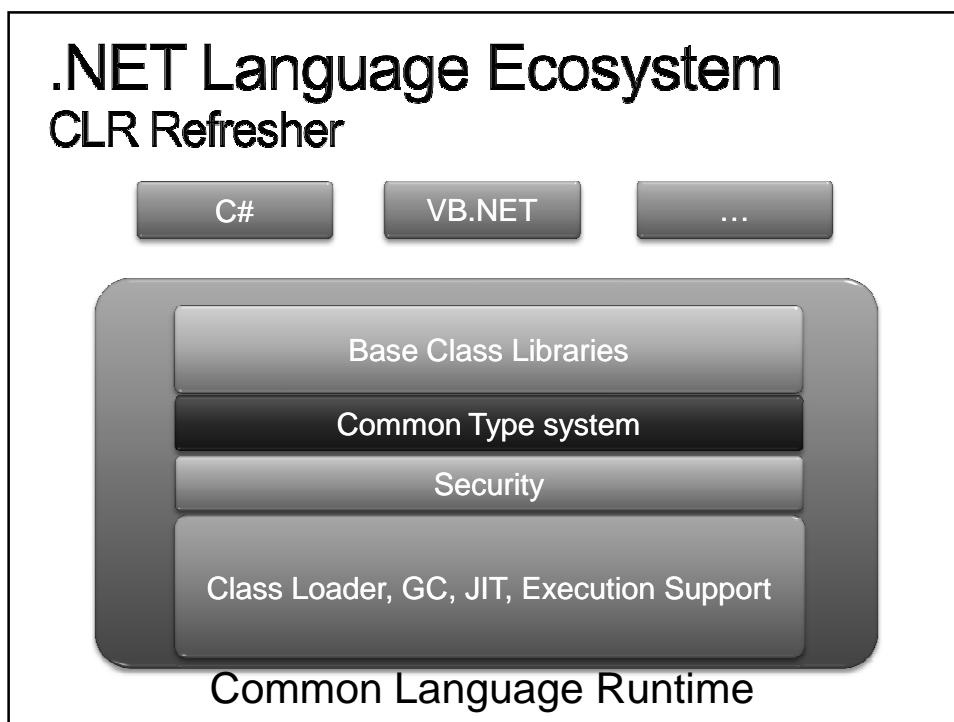 .NET Language Ecosystem
CLR Refresher
C#
VB.NET
…
Base Class Libraries
Common Type system
Security
Class Loader, GC, JIT, Execution Support
Common Language Runtime